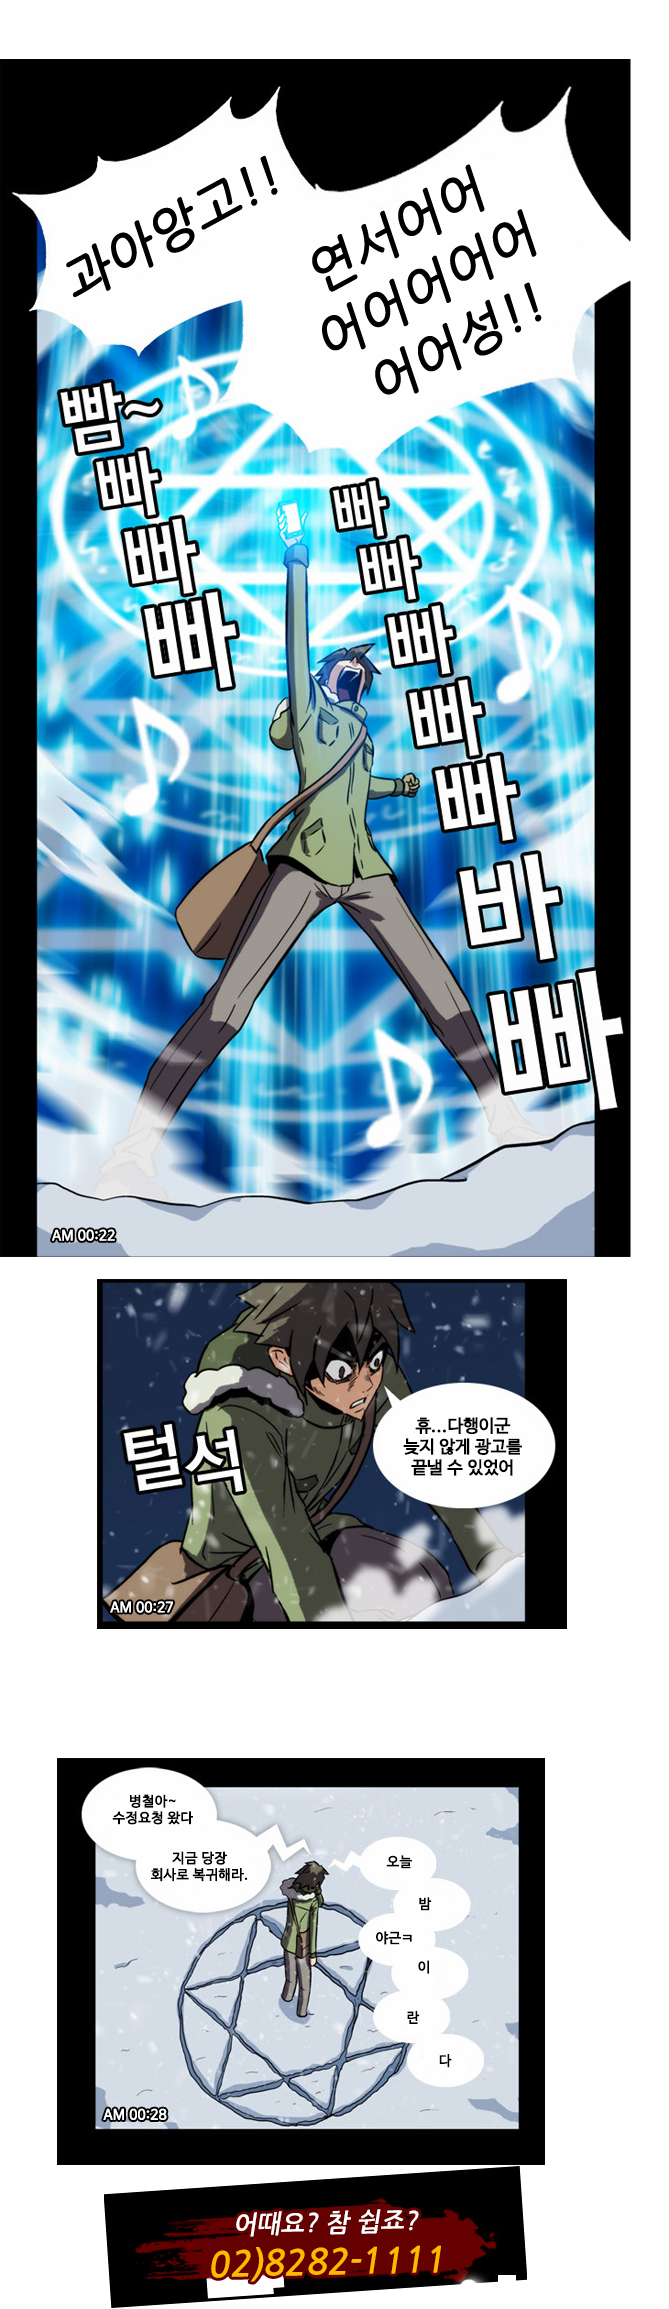 과아앙고!!
연서어어
어어어어어
어어성!!
빰~
빠
빠
빠
빠
빠
빠
빠
빠
바
빠
AM 00:22
휴...다행이군
늦지 않게 광고를
끝낼 수 있었어
털석
AM 00:27
병철아~
수정요청 왔다
지금 당장
회사로 복귀해라.
오늘
밤
야근ㅋ
이
란
다
AM 00:28
어때요? 참 쉽죠?
02)8282-1111